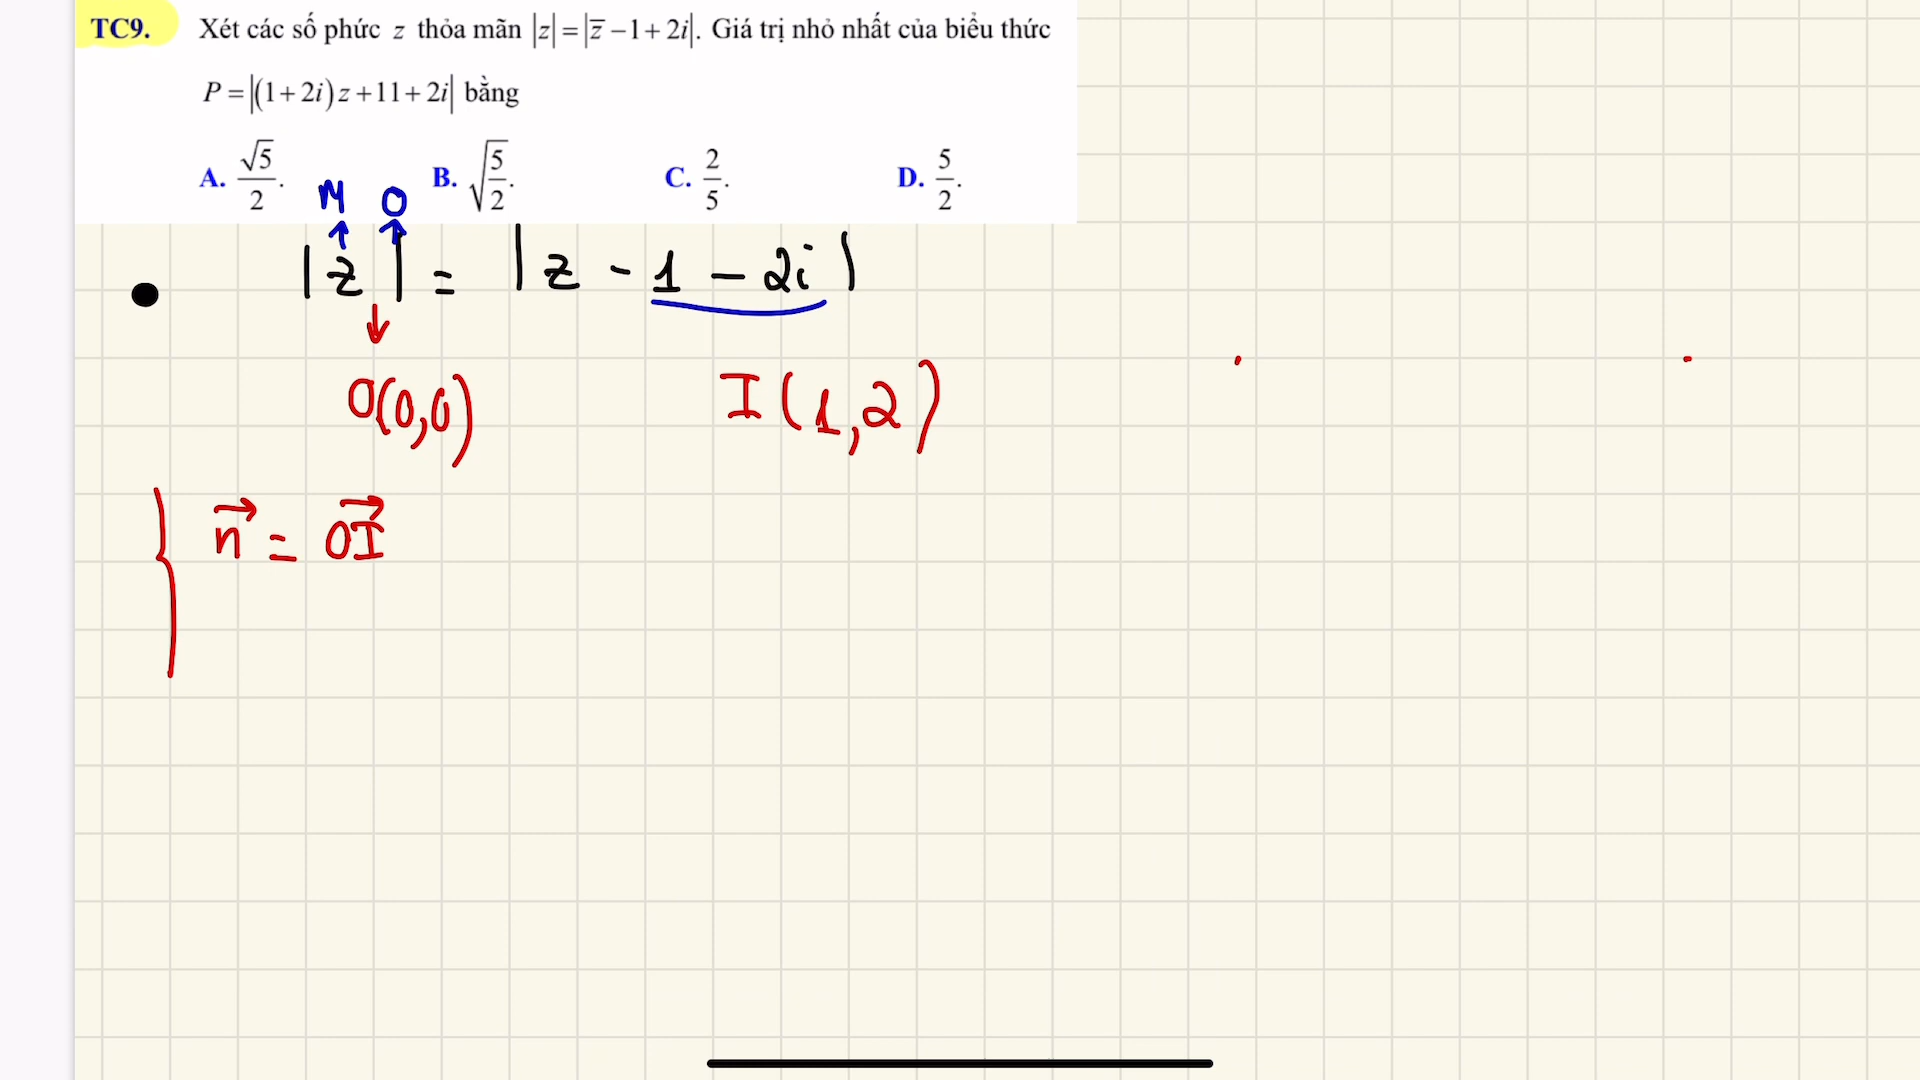 TC9. Xét các số phức z thỏa mãn |z| = |z̅ − 1 + 2i|. Giá trị nhỏ nhất của biểu thức
P = |(1 + 2i)z + 11 + 2i| bằng
A. √5/2. B. √(5/2). C. 2/5. D. 5/2.
M O
|z| = |z - 1 - 2i|
O(0,0) I(1,2)
n⃗ = OI⃗